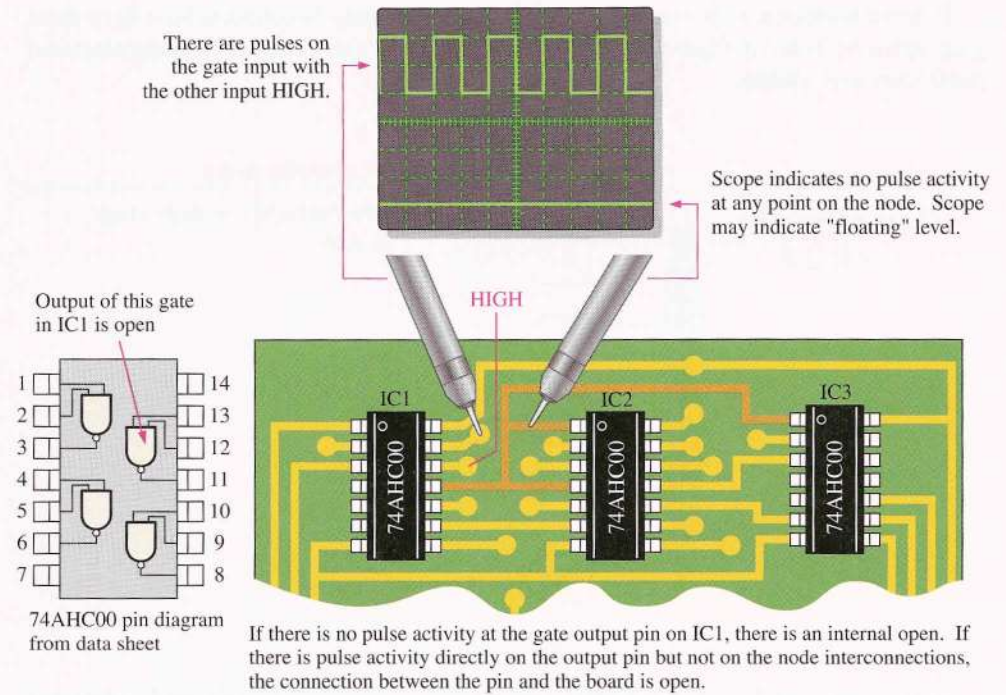 There are pulses on
the gate input with
the other input HIGH.
Scope indicates no pulse activity
at any point on the node. Scope
may indicate "floating" level.
HIGH
Output of this gate
in IC1 is open
1
2
3
4
5
6
7
14
13
12
11
10
9
8
74AHC00 pin diagram
from data sheet
IC1
74AHC00
IC2
74AHC00
IC3
74AHC00
If there is no pulse activity at the gate output pin on IC1, there is an internal open. If
there is pulse activity directly on the output pin but not on the node interconnections,
the connection between the pin and the board is open.